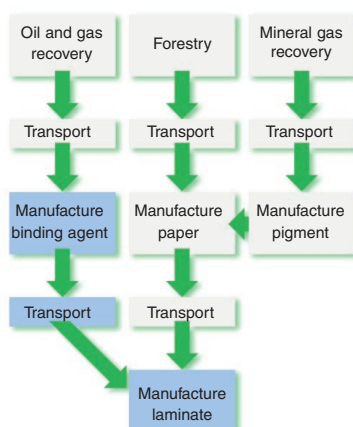 Oil and gas
recovery
Forestry
Mineral gas
recovery
Transport
Transport
Transport
Manufacture
binding agent
Manufacture
paper
Manufacture
pigment
Transport
Transport
Manufacture
laminate